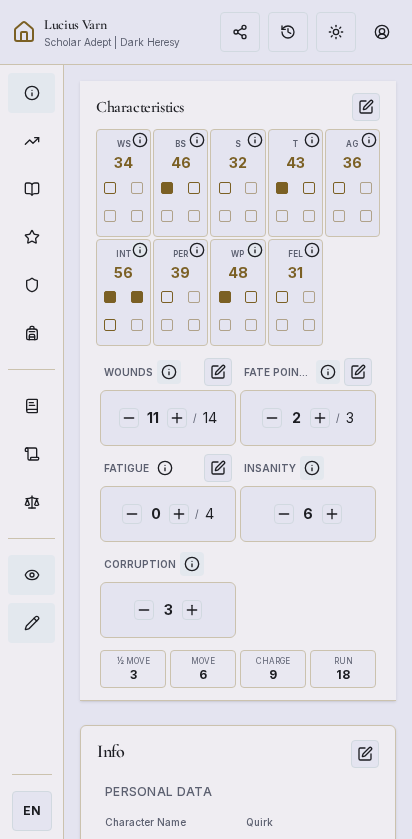 Lucius Varn
Scholar Adept | Dark Heresy
Characteristics
WS BS S T AG
34 46 32 43 36
INT PER WP FEL
56 39 48 31
WOUNDS FATE POIN...
11 / 14 2 / 3
FATIGUE INSANITY
0 / 4 6
CORRUPTION
3
½ MOVE MOVE CHARGE RUN
3 6 9 18
Info
PERSONAL DATA
Character Name Quirk
EN